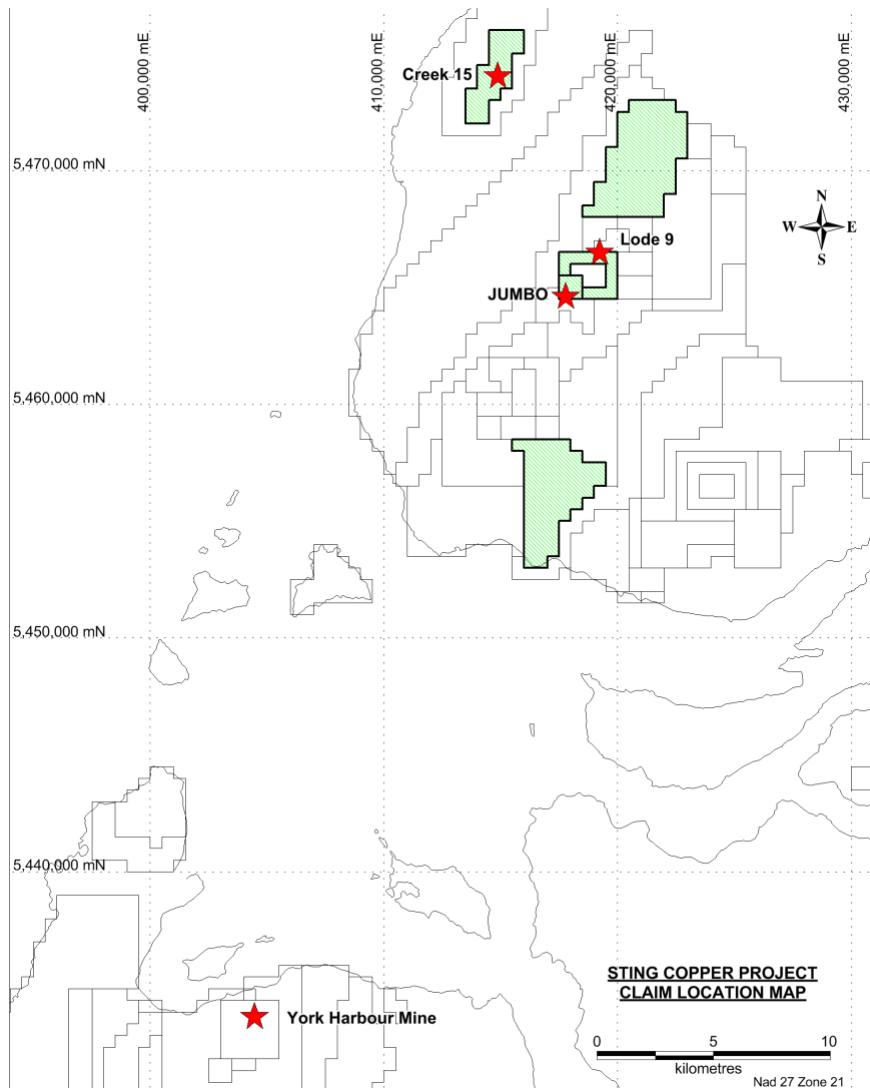 400,000 mE
410,000 mE
420,000 mE
430,000 mE
Creek 15
5,470,000 mN
N
W E
S
Lode 9
JUMBO
5,460,000 mN
5,450,000 mN
5,440,000 mN
STING COPPER PROJECT
CLAIM LOCATION MAP
York Harbour Mine
0 5 10
kilometres
Nad 27 Zone 21